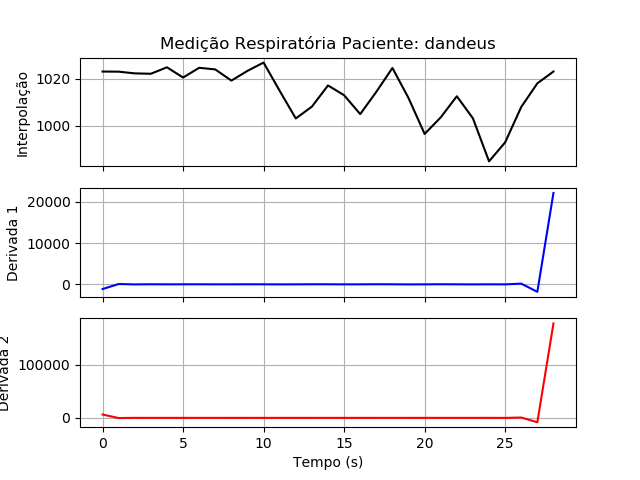 Medição Respiratória Paciente: dandeus
Interpolação
1020
1000
Derivada 1
20000
10000
0
Derivada 2
100000
0
0 5 10 15 20 25
Tempo (s)